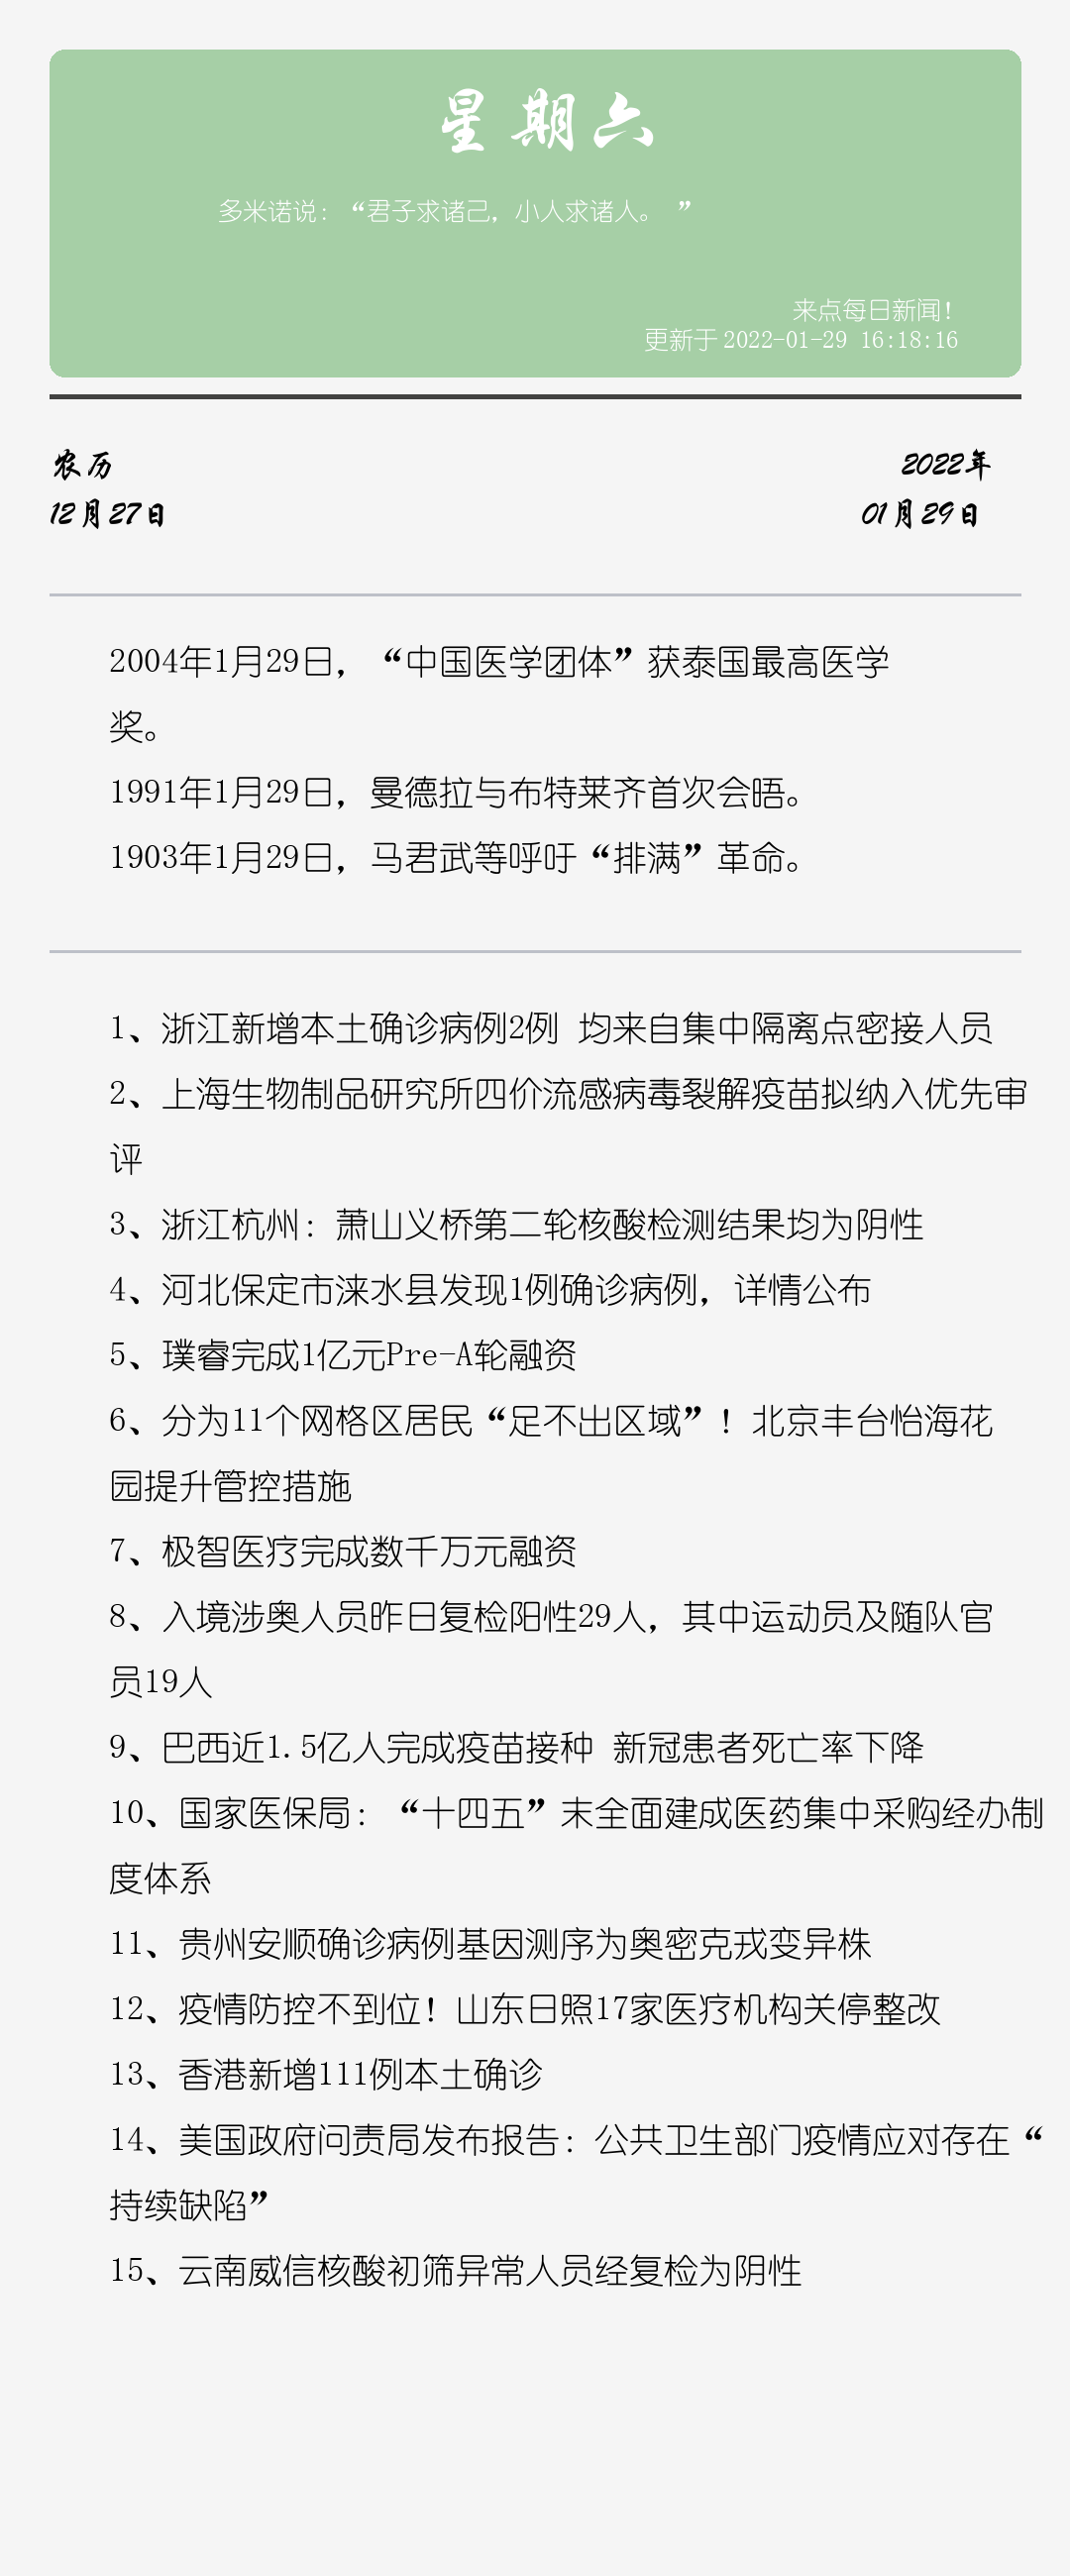 星期六
多米诺说：“君子求诸己，小人求诸人。 ”
来点每日新闻！
更新于 2022-01-29 16:18:16
农历
2022年
12月27日
01月29日
2004年1月29日，“中国医学团体”获泰国最高医学
奖。
1991年1月29日，曼德拉与布特莱齐首次会晤。
1903年1月29日，马君武等呼吁“排满”革命。
1、浙江新增本土确诊病例2例 均来自集中隔离点密接人员
2、上海生物制品研究所四价流感病毒裂解疫苗拟纳入优先审
评
3、浙江杭州：萧山义桥第二轮核酸检测结果均为阴性
4、河北保定市涞水县发现1例确诊病例，详情公布
5、璞睿完成1亿元Pre-A轮融资
6、分为11个网格区居民“足不出区域”！北京丰台怡海花
园提升管控措施
7、极智医疗完成数千万元融资
8、入境涉奥人员昨日复检阳性29人，其中运动员及随队官
员19人
9、巴西近1.5亿人完成疫苗接种 新冠患者死亡率下降
10、国家医保局：“十四五”末全面建成医药集中采购经办制
度体系
11、贵州安顺确诊病例基因测序为奥密克戎变异株
12、疫情防控不到位！山东日照17家医疗机构关停整改
13、香港新增111例本土确诊
14、美国政府问责局发布报告：公共卫生部门疫情应对存在“
持续缺陷”
15、云南威信核酸初筛异常人员经复检为阴性